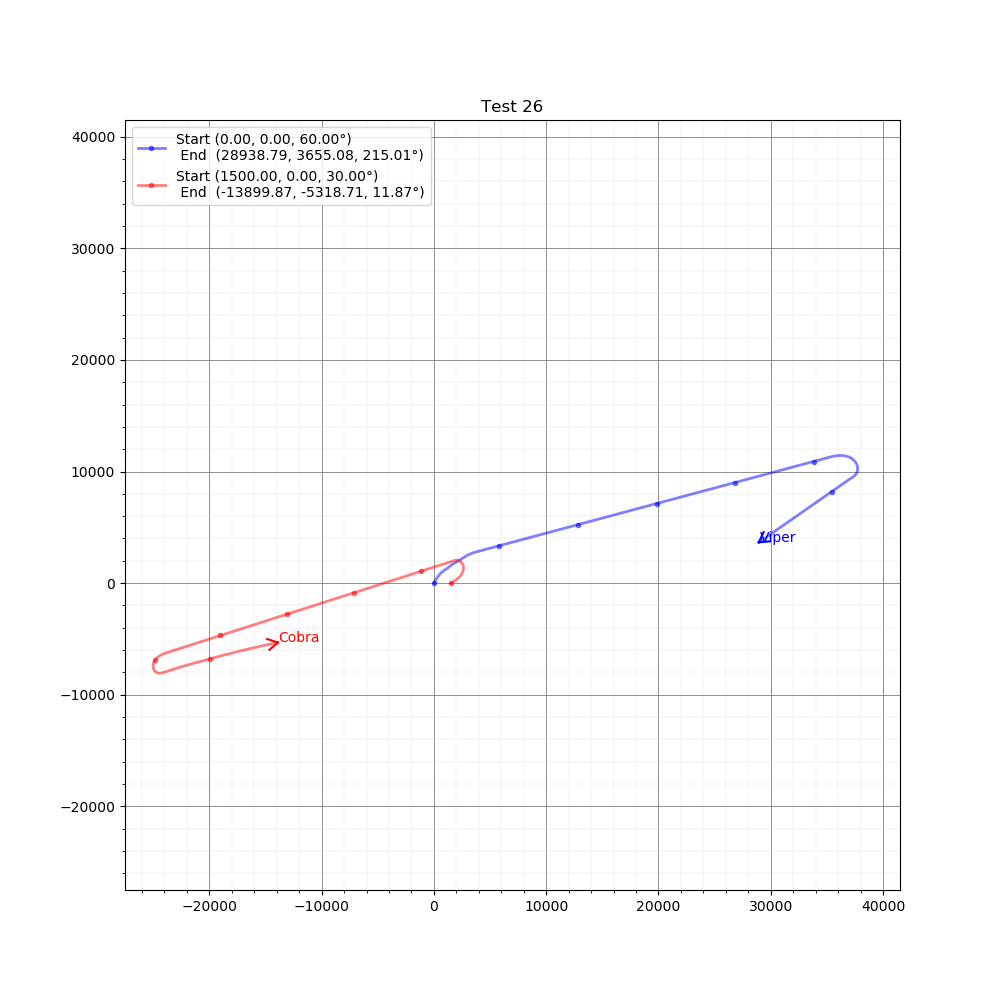 Test 26
Start (0.00, 0.00, 60.00°)
End (28938.79, 3655.08, 215.01°)
Start (1500.00, 0.00, 30.00°)
End (-13899.87, -5318.71, 11.87°)
40000
30000
20000
10000
0
−10000
−20000
Viper
Cobra
−20000 −10000 0 10000 20000 30000 40000